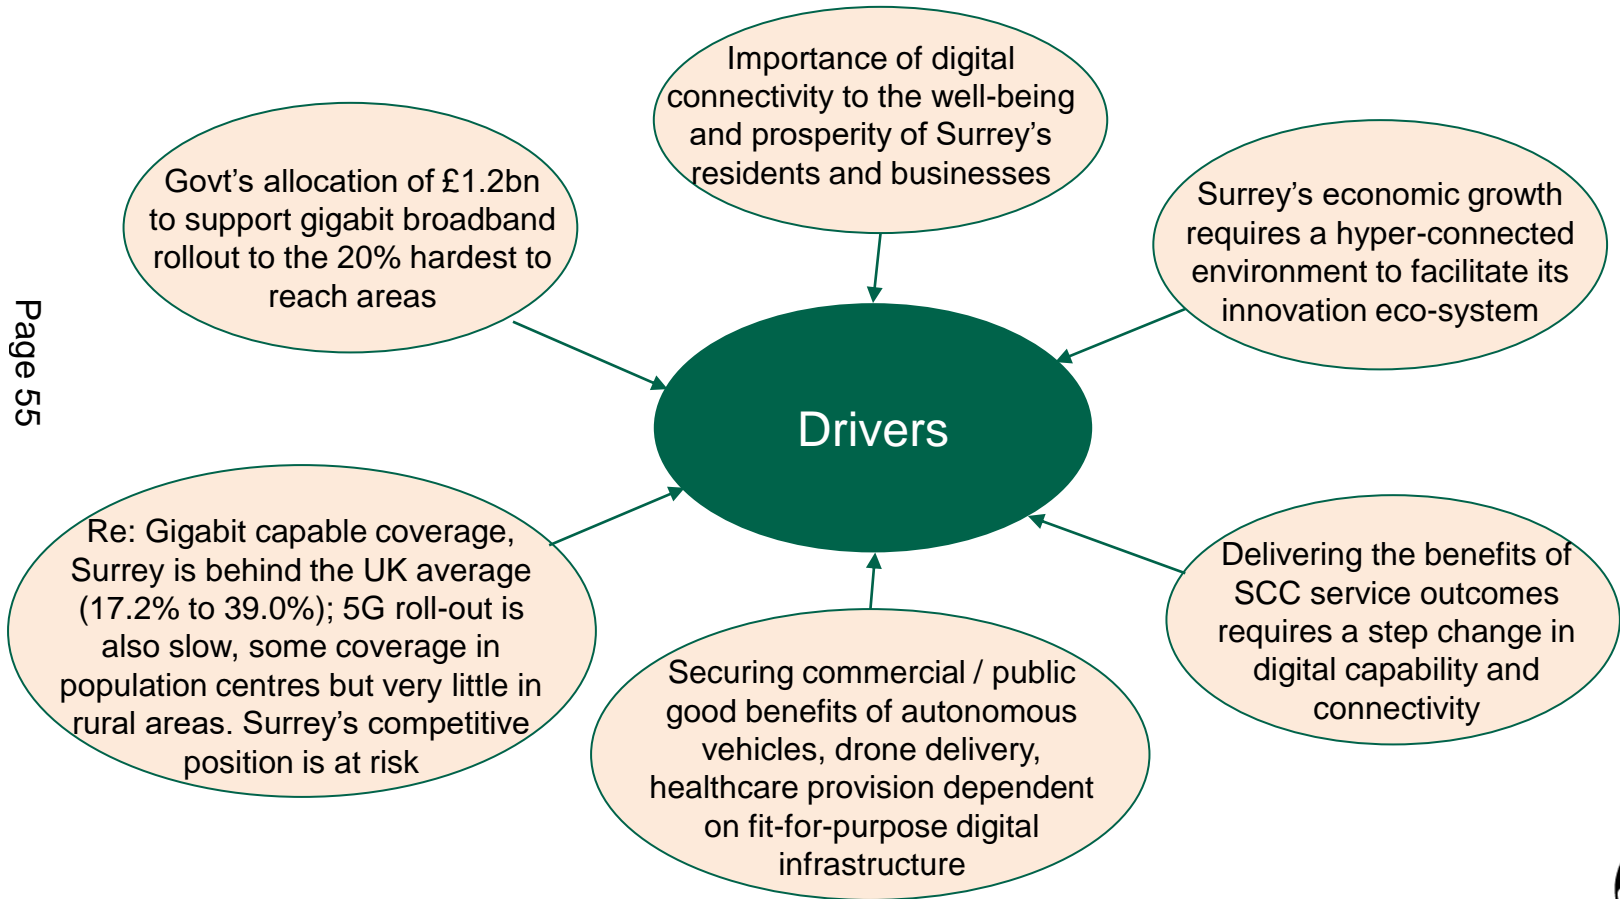 Importance of digital
connectivity to the well-being
and prosperity of Surrey's
residents and businesses
Govt's allocation of £1.2bn
to support gigabit broadband
rollout to the 20% hardest to
reach areas
Surrey's economic growth
requires a hyper-connected
environment to facilitate its
innovation eco-system
Drivers
Page 55
Re: Gigabit capable coverage,
Surrey is behind the UK average
(17.2% to 39.0%); 5G roll-out is
also slow, some coverage in
population centres but very little in
rural areas. Surrey's competitive
position is at risk
Delivering the benefits of
SCC service outcomes
requires a step change in
digital capability and
connectivity
Securing commercial / public
good benefits of autonomous
vehicles, drone delivery,
healthcare provision dependent
on fit-for-purpose digital
infrastructure